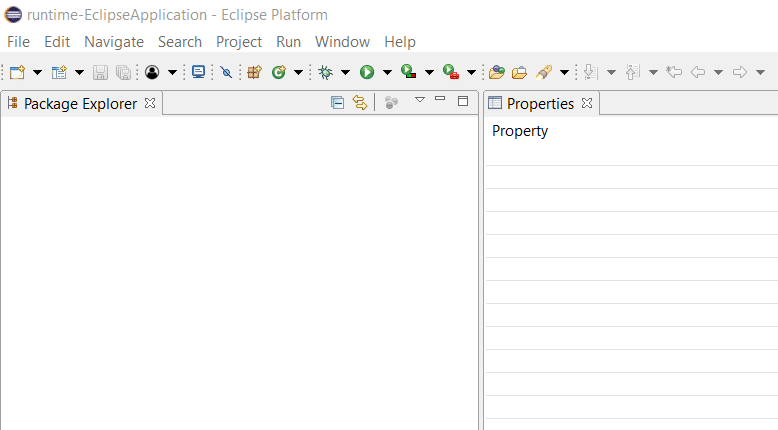 runtime-EclipseApplication - Eclipse Platform
File Edit Navigate Search Project Run Window Help
Package Explorer
Properties
Property